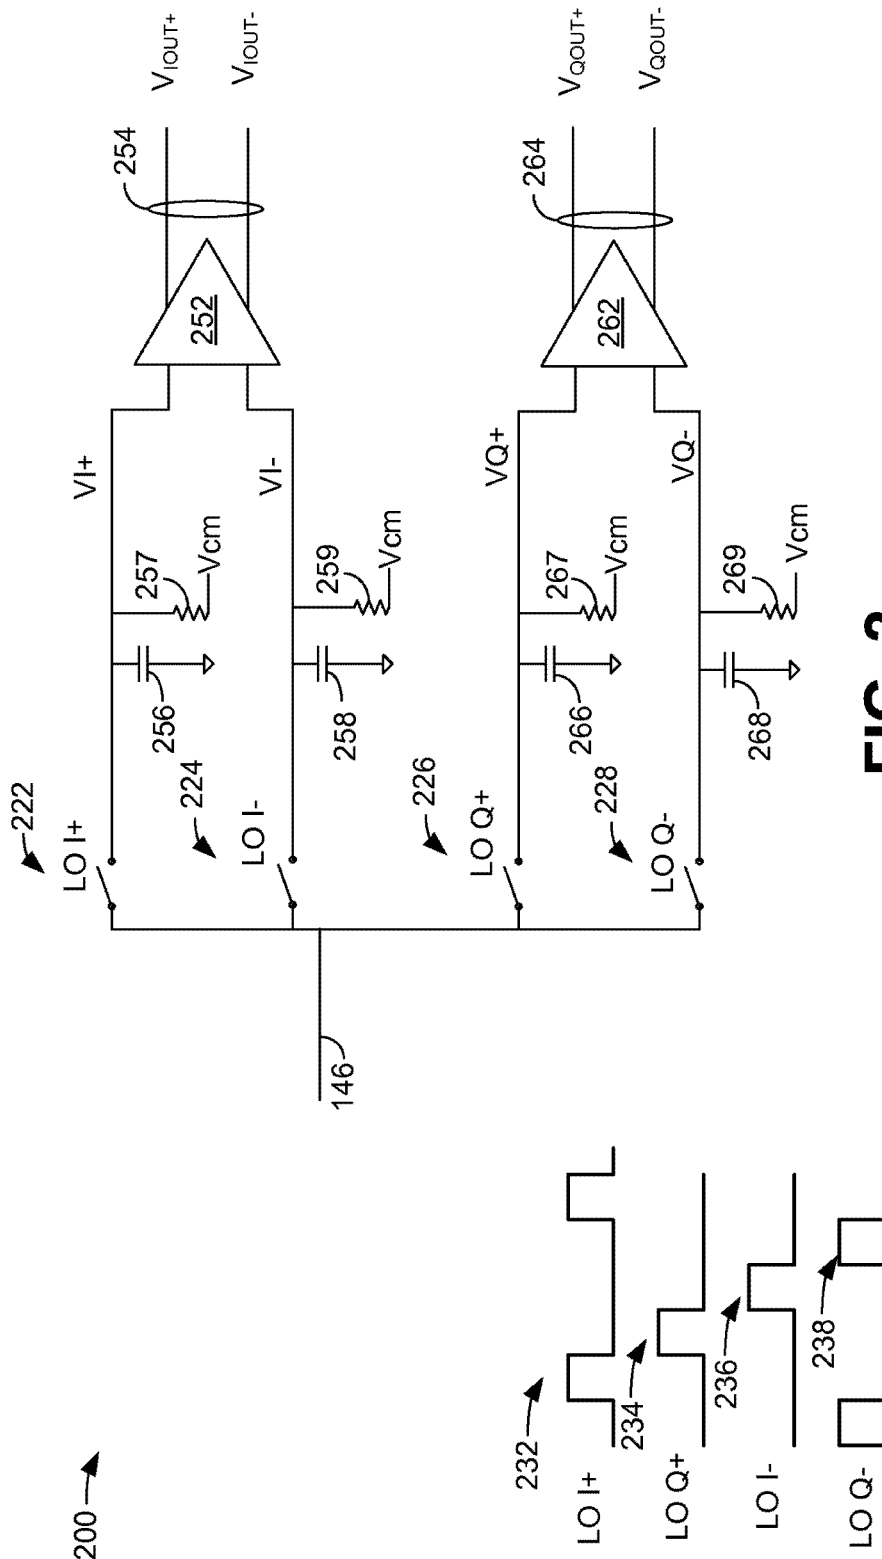 200
146
222
LO I+
224
LO I-
226
LO Q+
228
LO Q-
256
257
Vcm
258
259
Vcm
266
267
Vcm
268
269
Vcm
VI+
VI-
VQ+
VQ-
252
254
262
264
VIOUT+
VIOUT-
VQOUT+
VQOUT-
LO I+
232
LO Q+
234
LO I-
236
LO Q-
238
FIG.